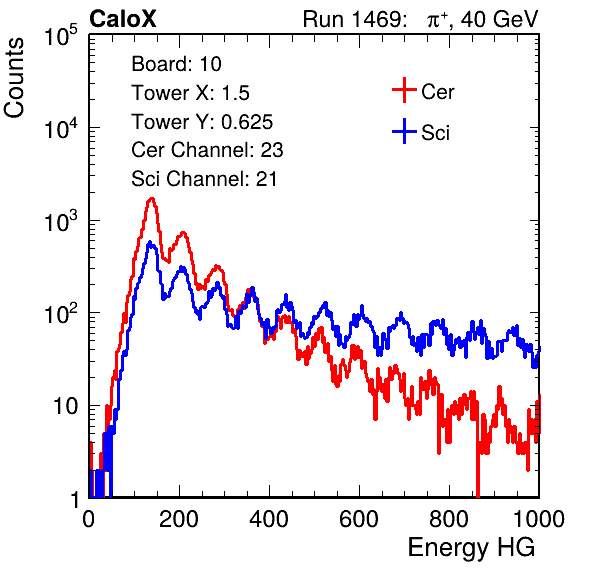 CaloX Run 1469: π⁺, 40 GeV
Counts
Board: 10
Tower X: 1.5
Tower Y: 0.625
Cer Channel: 23
Sci Channel: 21
Cer
Sci
10⁵
10⁴
10³
10²
10
1
0 200 400 600 800 1000
Energy HG